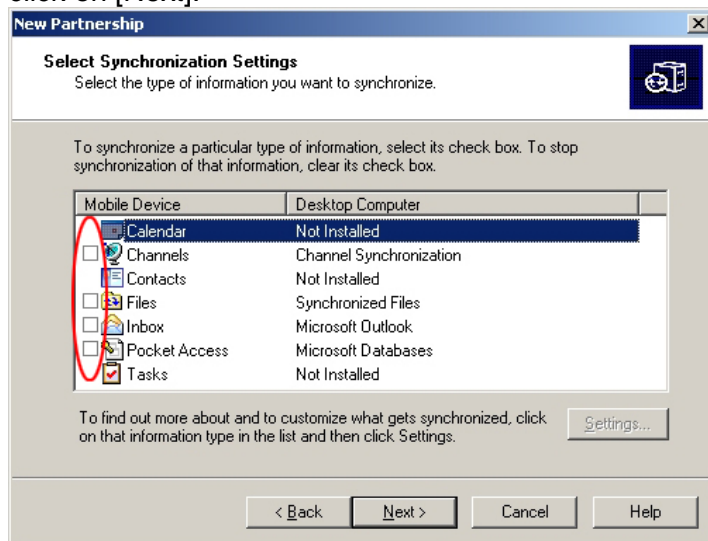 click on [Next].
New Partnership
Select Synchronization Settings
Select the type of information you want to synchronize.
To synchronize a particular type of information, select its check box. To stop
synchronization of that information, clear its check box.
Mobile Device Desktop Computer
Calendar Not Installed
Channels Channel Synchronization
Contacts Not Installed
Files Synchronized Files
Inbox Microsoft Outlook
Pocket Access Microsoft Databases
Tasks Not Installed
To find out more about and to customize what gets synchronized, click
on that information type in the list and then click Settings.
Settings...
< Back Next > Cancel Help